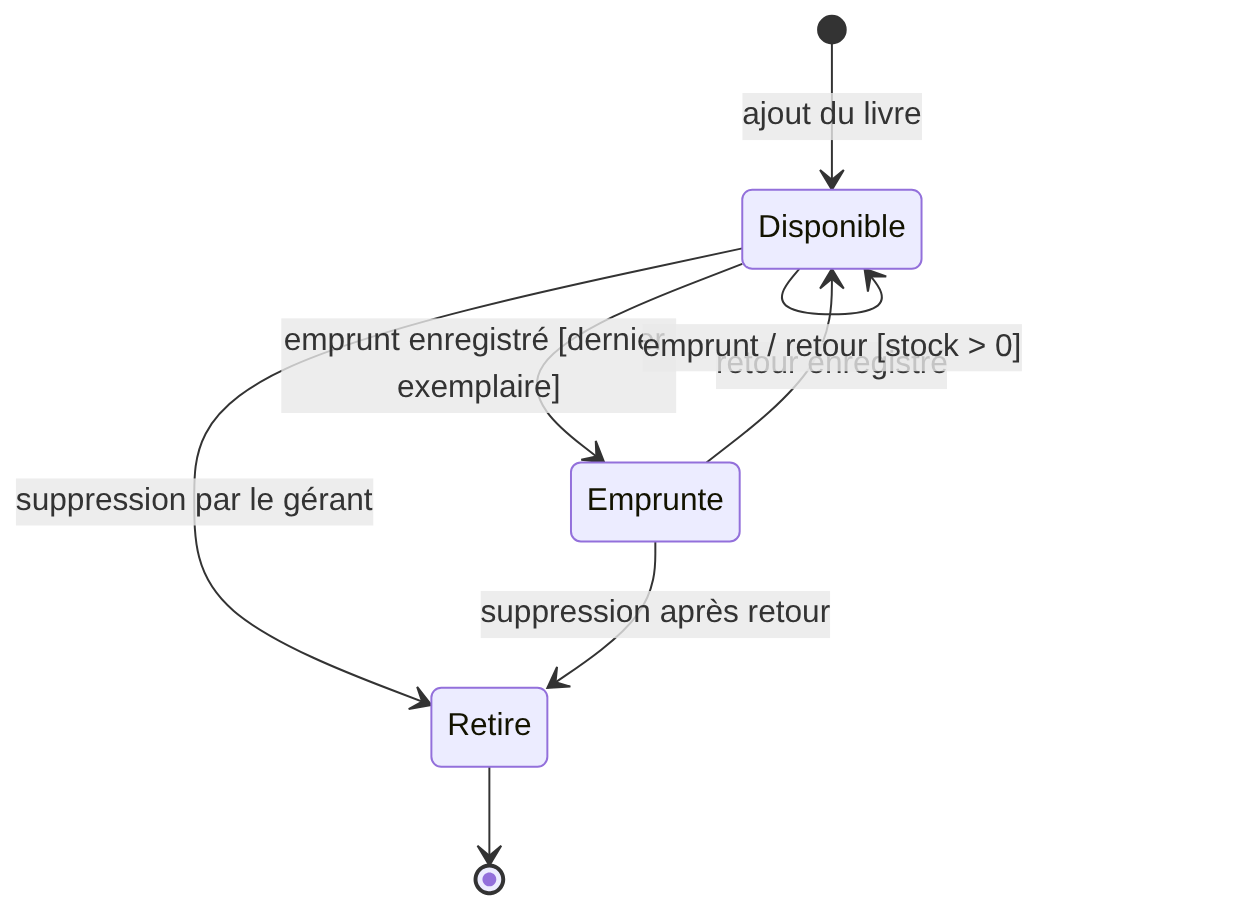 ajout du livre
Disponible
emprunt enregistré [dernier
exemplaire]
emprunt / retour [stock > 0]
retour enregistré
suppression par le gérant
Emprunte
suppression après retour
Retire